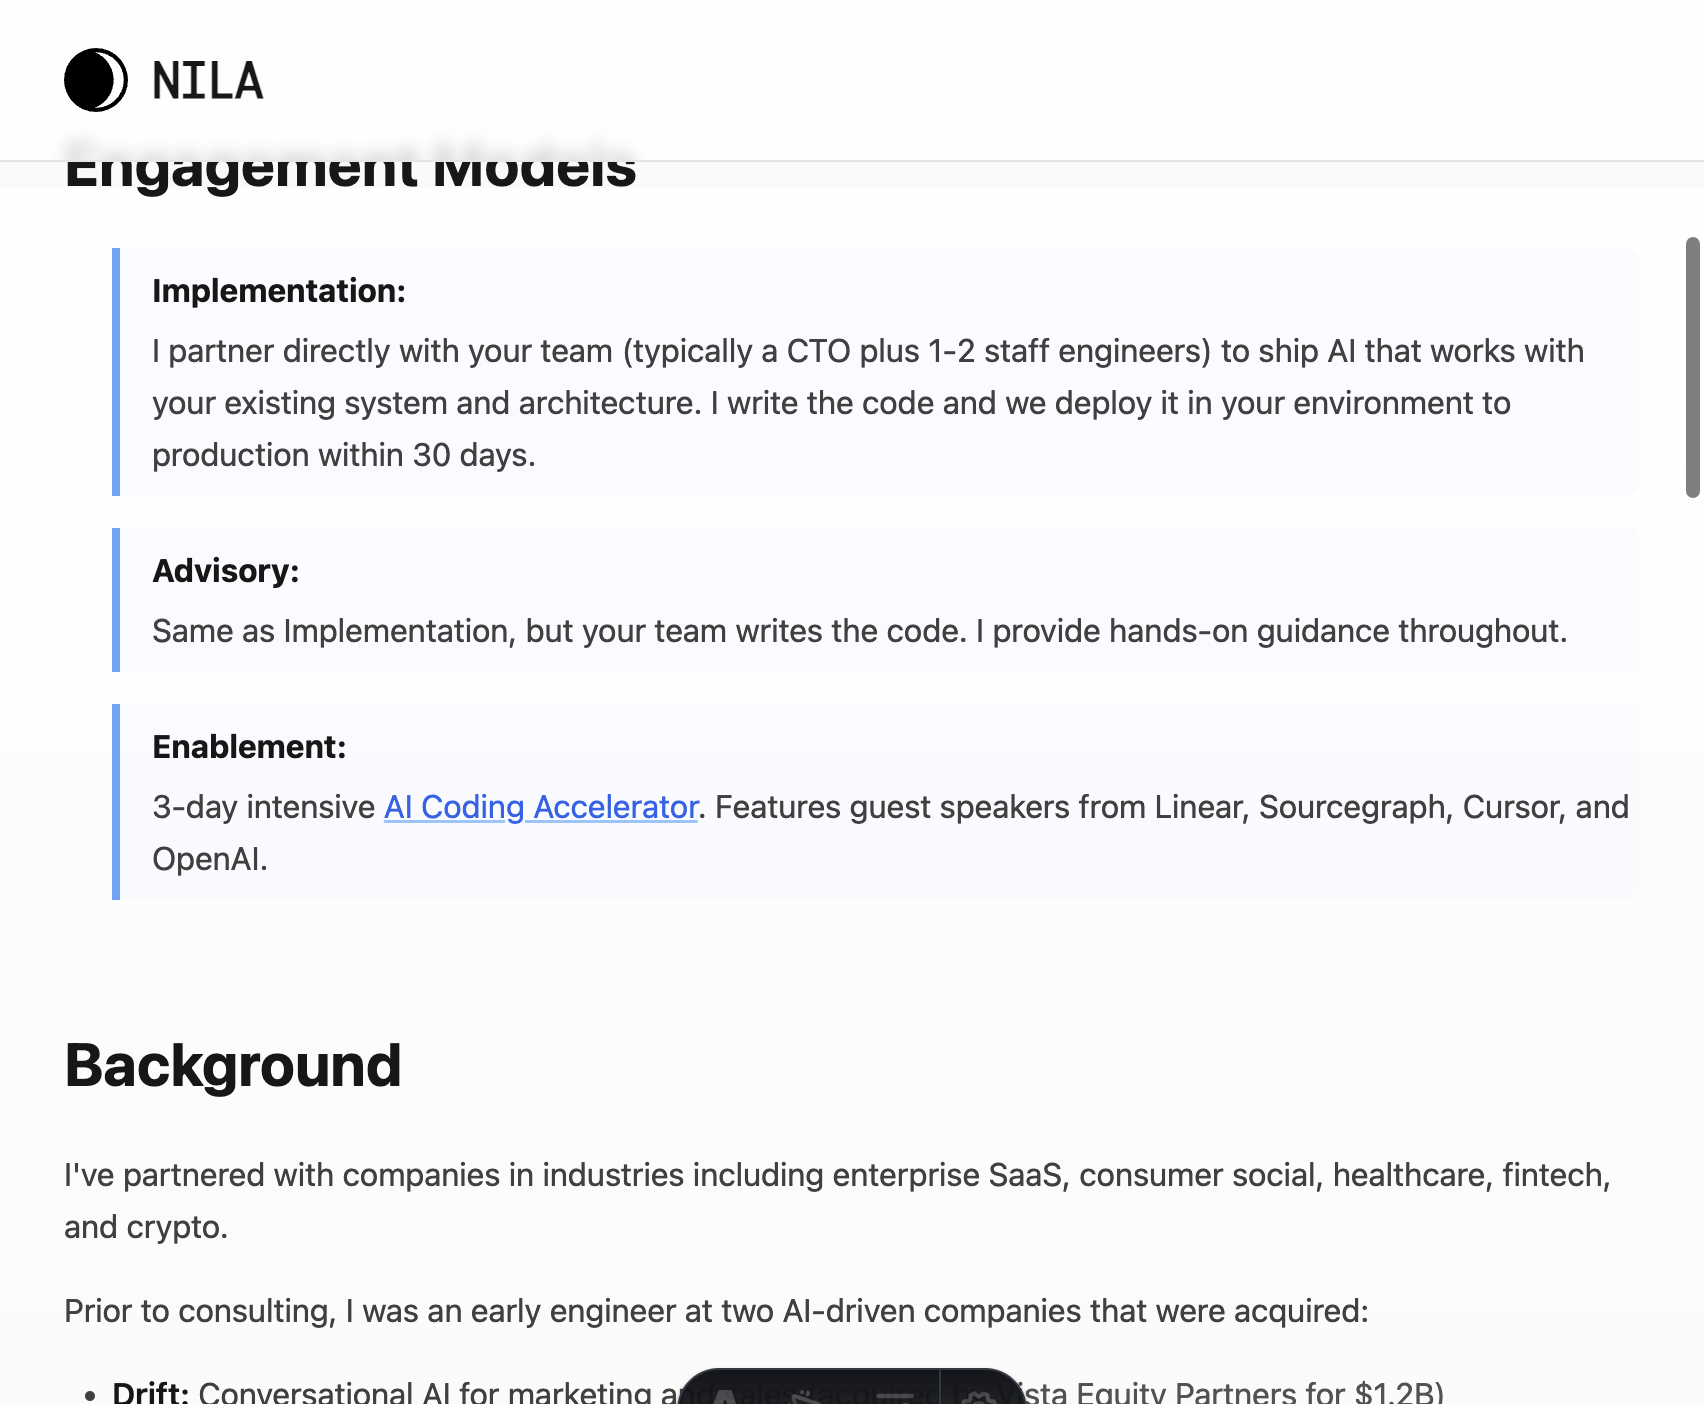 NILA
Engagement Models
Implementation:
I partner directly with your team (typically a CTO plus 1-2 staff engineers) to ship AI that works with
your existing system and architecture. I write the code and we deploy it in your environment to
production within 30 days.
Advisory:
Same as Implementation, but your team writes the code. I provide hands-on guidance throughout.
Enablement:
3-day intensive AI Coding Accelerator. Features guest speakers from Linear, Sourcegraph, Cursor, and
OpenAI.
Background
I've partnered with companies in industries including enterprise SaaS, consumer social, healthcare, fintech,
and crypto.
Prior to consulting, I was an early engineer at two AI-driven companies that were acquired:
• Drift: Conversational AI for marketing and sales (acquired by Vista Equity Partners for $1.2B)